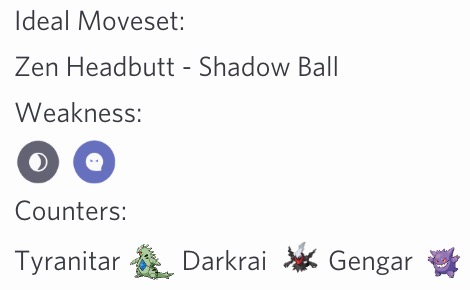 Ideal Moveset:
Zen Headbutt - Shadow Ball
Weakness:
Counters:
Tyranitar Darkrai Gengar